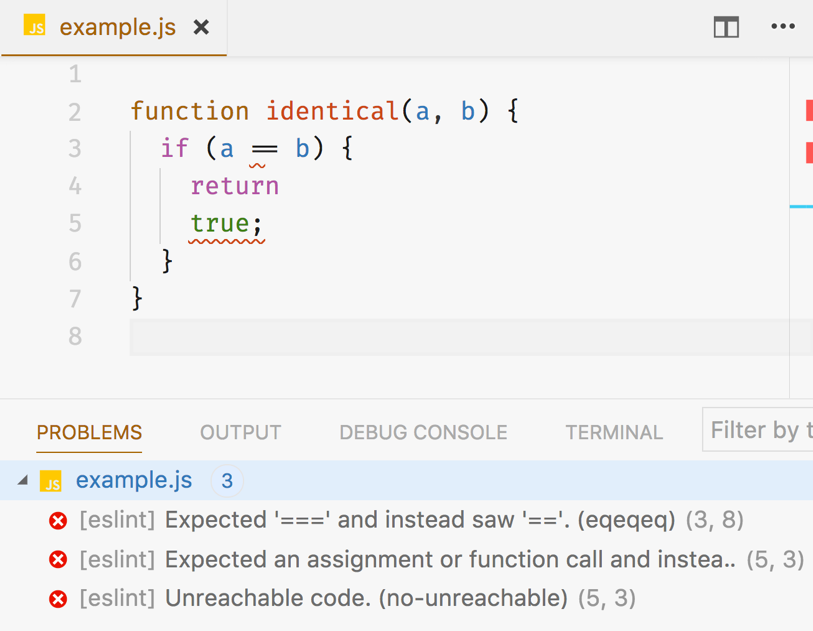 JS example.js ×
1
2 function identical(a, b) {
3 if (a == b) {
4 return
5 true;
6 }
7 }
8
PROBLEMS OUTPUT DEBUG CONSOLE TERMINAL Filter by t
JS example.js 3
[eslint] Expected '===' and instead saw '=='. (eqeqeq) (3, 8)
[eslint] Expected an assignment or function call and instea.. (5, 3)
[eslint] Unreachable code. (no-unreachable) (5, 3)